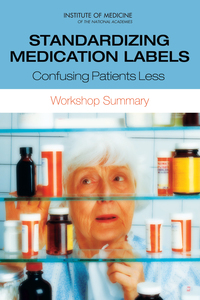 INSTITUTE OF MEDICINE
OF THE NATIONAL ACADEMIES
STANDARDIZING
MEDICATION LABELS
Confusing Patients Less
Workshop Summary